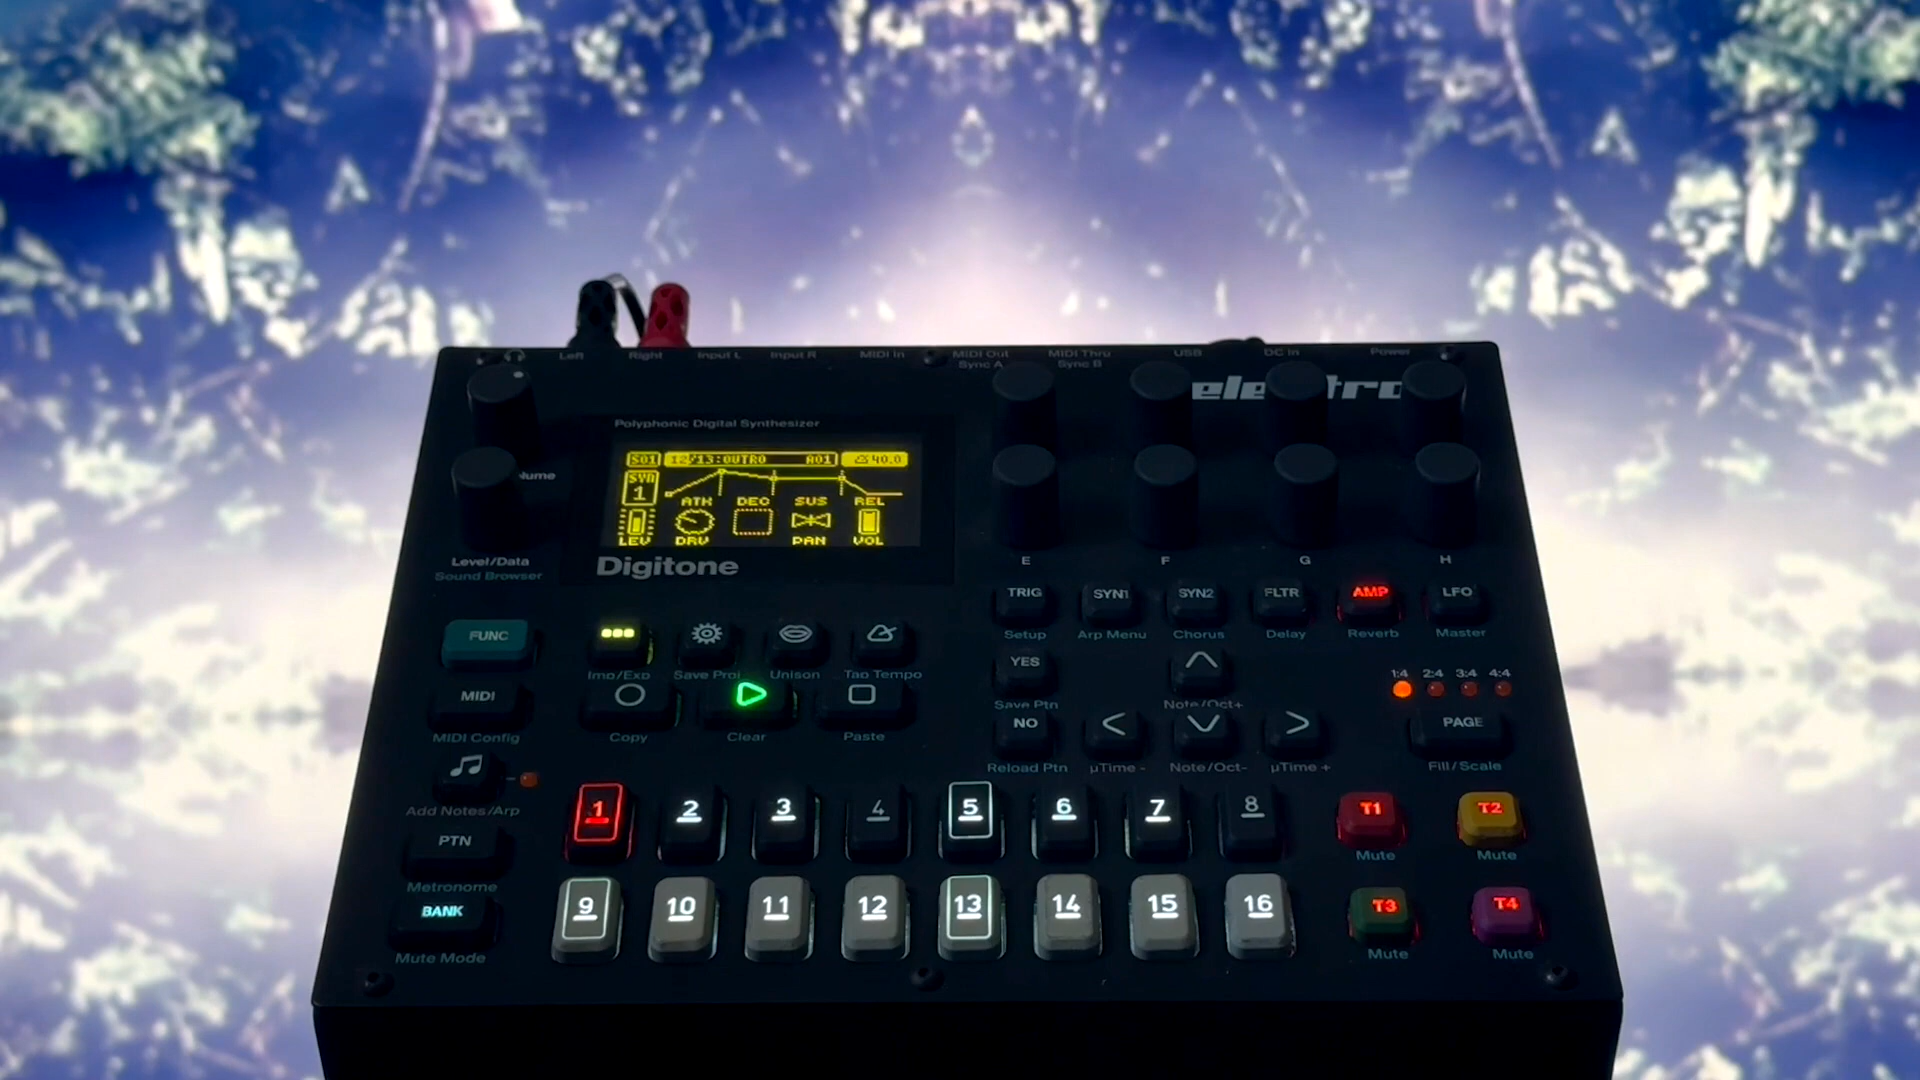 Left Right Input L Input R MIDI In MIDI Out MIDI Thru USB DC In Power
Sync A Sync B
elektro
Polyphonic Digital Synthesizer
S01 A01 40.0
SYN
1
ATK DEC SUS REL
LEV DRV PAN VOL
Digitone
Level/Data
Sound Browser
E F G H
TRIG SYN1 SYN2 FLTR AMP LFO
Setup Arp Menu Chorus Delay Reverb Master
FUNC
Imp/Exp Save Proj Unison Tap Tempo
YES
Save Ptn Note/Oct+
1:4 2:4 3:4 4:4
MIDI
MIDI Config
Copy Clear Paste
NO
PAGE
Reload Ptn µTime - Note/Oct- µTime + Fill/Scale
Add Notes/Arp
1 2 3 4 5 6 7 8
T1 T2
Mute Mute
PTN
Metronome
BANK
Mute Mode
9 10 11 12 13 14 15 16
T3 T4
Mute Mute